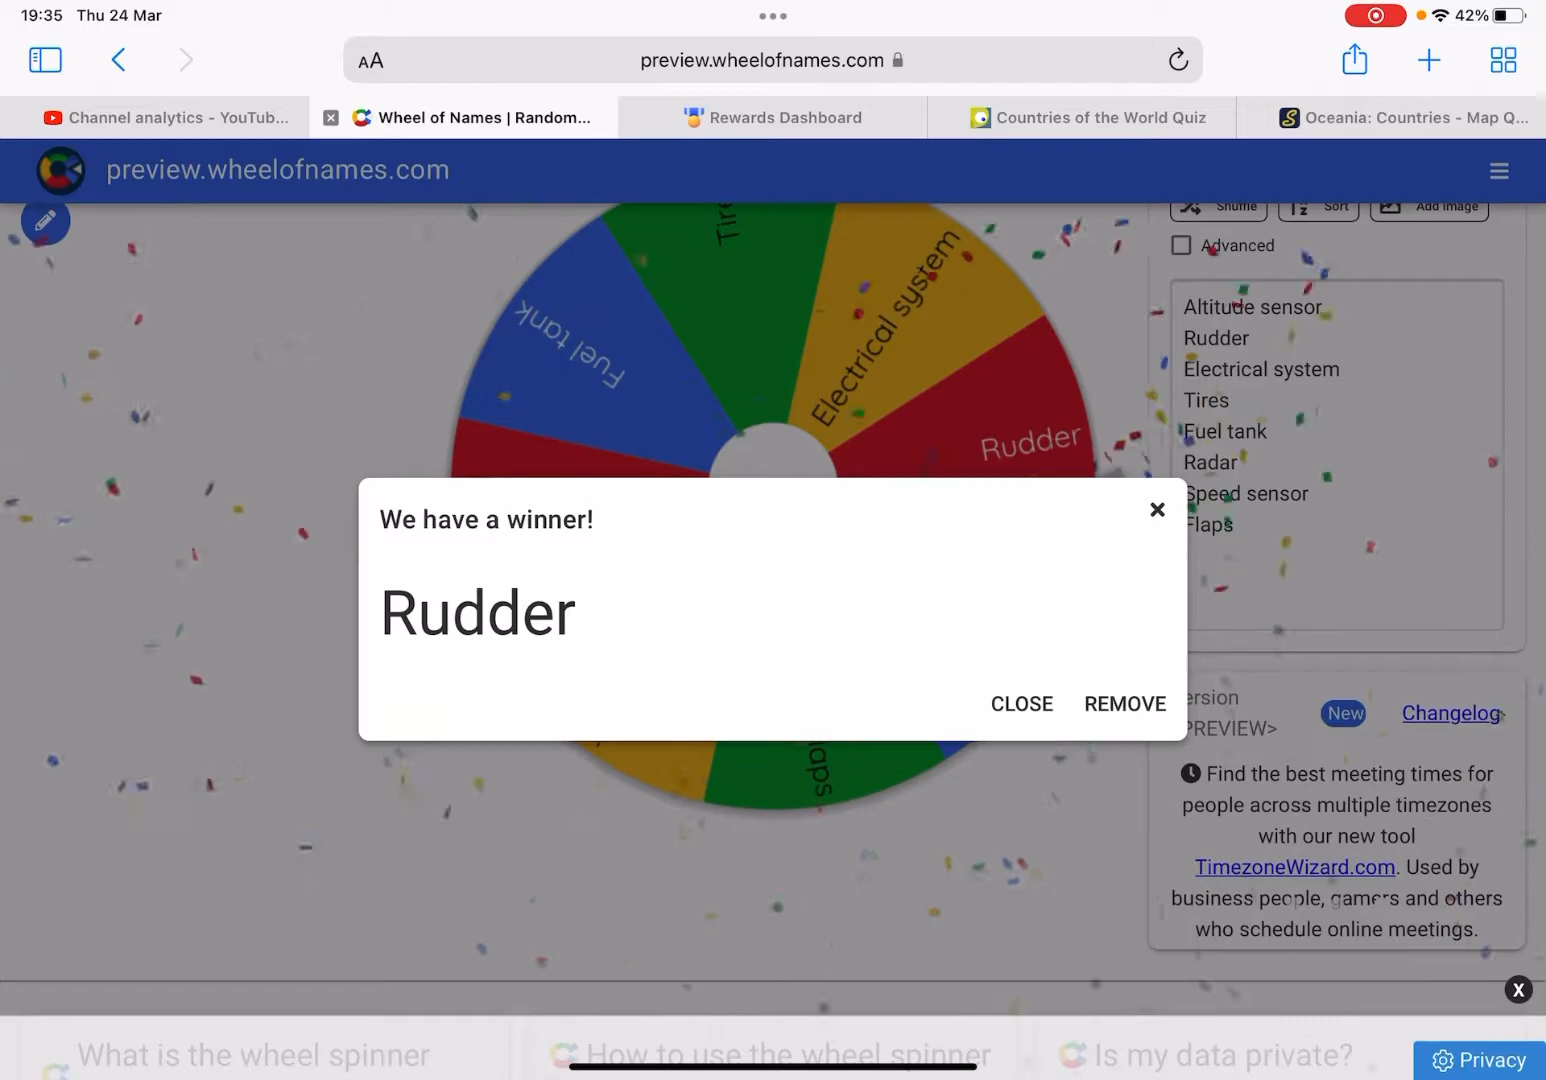 19:35 Thu 24 Mar
42%
AA
preview.wheelofnames.com
Channel analytics - YouTub...
Wheel of Names | Random...
Rewards Dashboard
Countries of the World Quiz
Oceania: Countries - Map Q...
preview.wheelofnames.com
Shuffle
Sort
Add image
Advanced
Tire
Electrical system
Fuel tank
Rudder
Altitude sensor
Rudder
Electrical system
Tires
Fuel tank
Radar
Speed sensor
Flaps
We have a winner!
Rudder
CLOSE REMOVE
aps
ersion
PREVIEW>
New
Changelog
Find the best meeting times for
people across multiple timezones
with our new tool
TimezoneWizard.com. Used by
business people, gamers and others
who schedule online meetings.
X
What is the wheel spinner
How to use the wheel spinner
Is my data private?
Privacy